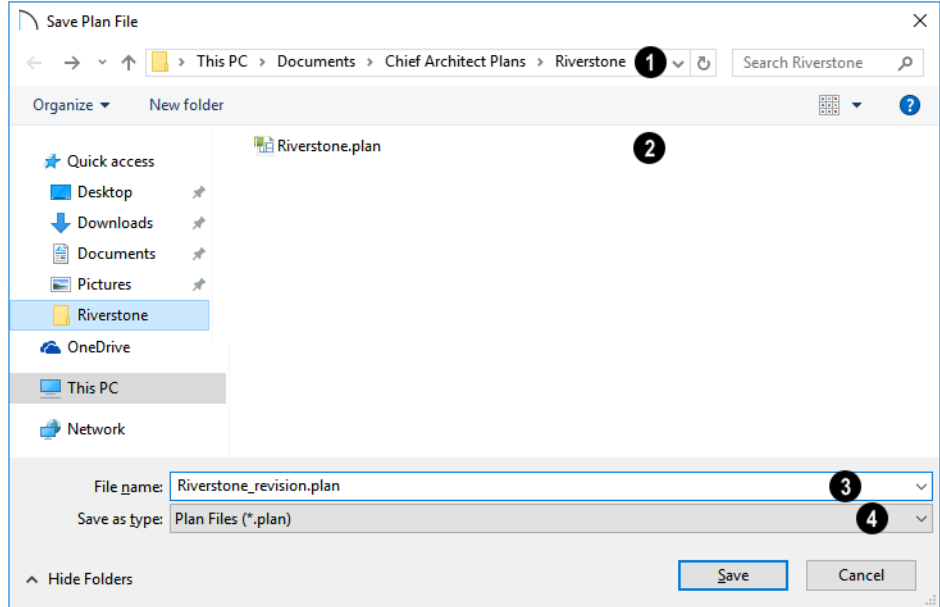 Save Plan File
This PC > Documents > Chief Architect Plans > Riverstone 1 Search Riverstone
Organize New folder ?
Riverstone.plan 2
Quick access
Desktop
Downloads
Documents
Pictures
Riverstone
OneDrive
This PC
Network
File name: Riverstone_revision.plan 3
Save as type: Plan Files (*.plan) 4
Hide Folders Save Cancel